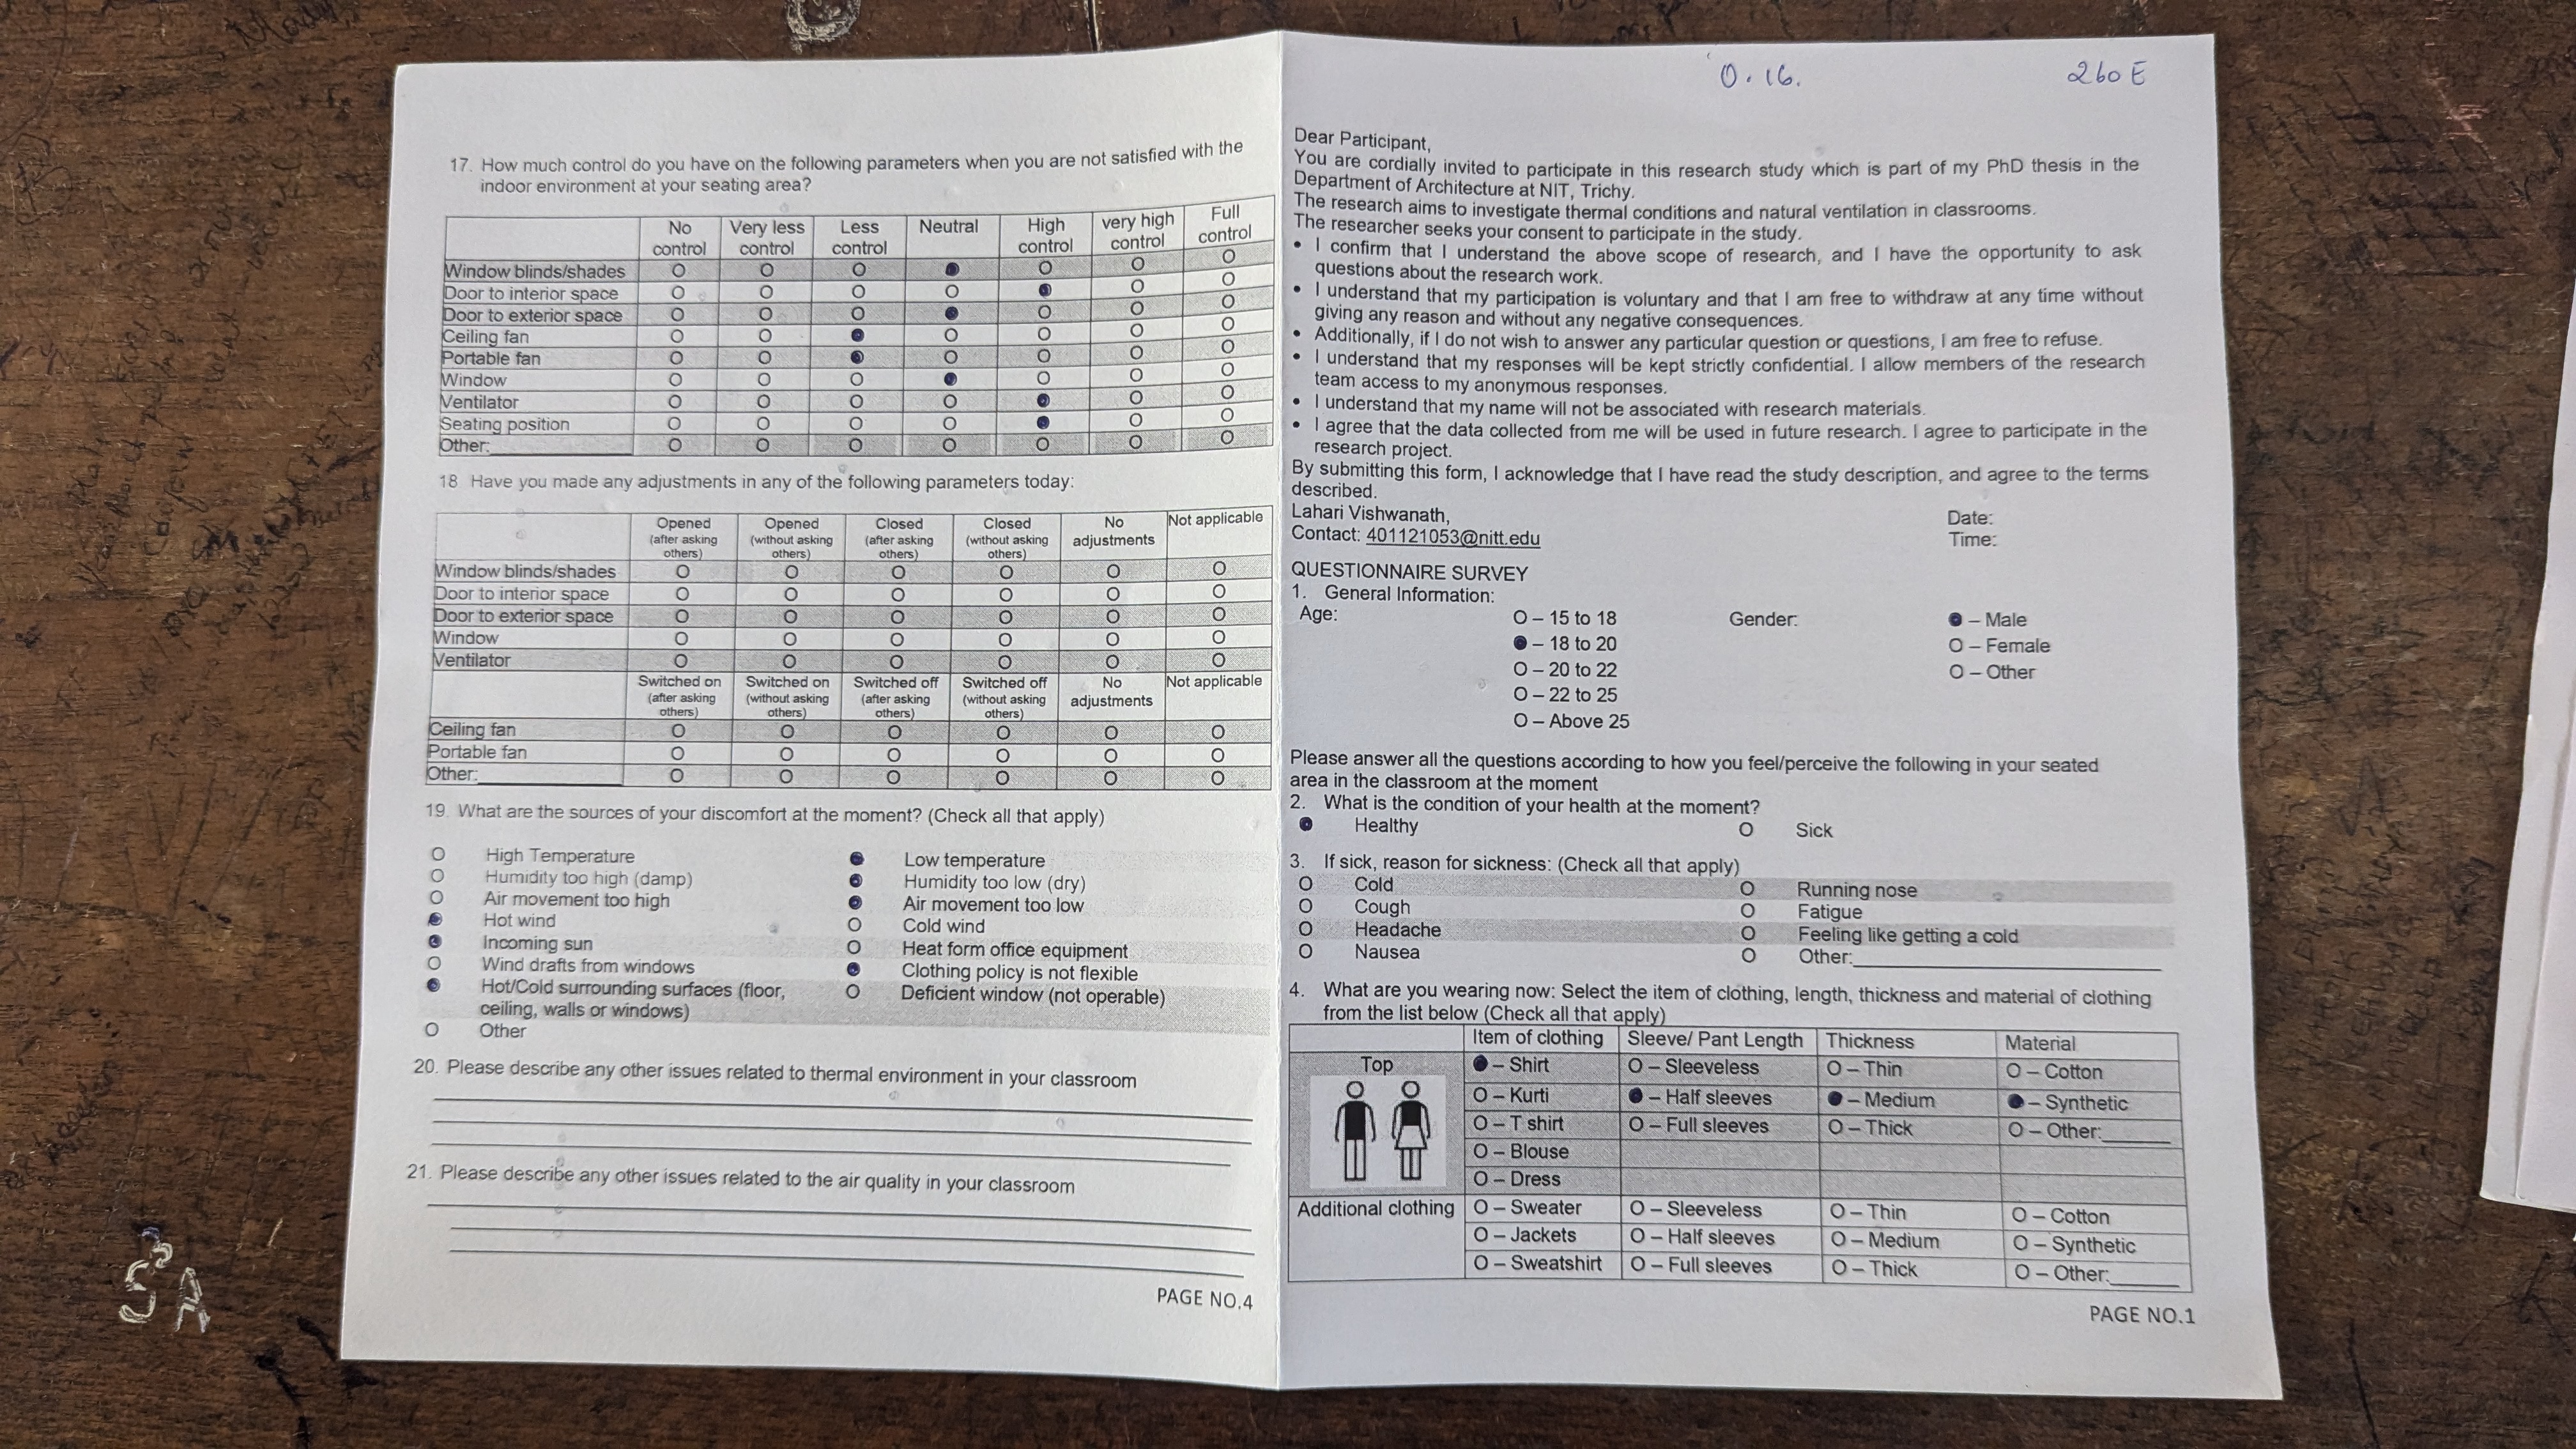 17. How much control do you have on the following parameters when you are not satisfied with the
indoor environment at your seating area?
No control Very less control Less control Neutral High control very high control Full control
Window blinds/shades O O O ● O O O
Door to interior space O O O O ● O O
Door to exterior space O O O ● O O O
Ceiling fan O O ● O O O O
Portable fan O O ● O O O O
Window O O O ● O O O
Ventilator O O O O ● O O
Seating position O O O O ● O O
Other: O O O O O O O
18 Have you made any adjustments in any of the following parameters today:
Opened (after asking others) Opened (without asking others) Closed (after asking others) Closed (without asking others) No adjustments Not applicable
Window blinds/shades O O O O O O
Door to interior space O O O O O O
Door to exterior space O O O O O O
Window O O O O O O
Ventilator O O O O O O
Switched on (after asking others) Switched on (without asking others) Switched off (after asking others) Switched off (without asking others) No adjustments Not applicable
Ceiling fan O O O O O O
Portable fan O O O O O O
Other: O O O O O O
19. What are the sources of your discomfort at the moment? (Check all that apply)
O High Temperature ● Low temperature
O Humidity too high (damp) ● Humidity too low (dry)
O Air movement too high ● Air movement too low
● Hot wind O Cold wind
● Incoming sun O Heat form office equipment
O Wind drafts from windows ● Clothing policy is not flexible
● Hot/Cold surrounding surfaces (floor, O Deficient window (not operable)
ceiling, walls or windows)
O Other
20. Please describe any other issues related to thermal environment in your classroom
21. Please describe any other issues related to the air quality in your classroom
PAGE NO.4
0.16. 260 E
Dear Participant,
You are cordially invited to participate in this research study which is part of my PhD thesis in the
Department of Architecture at NIT, Trichy.
The research aims to investigate thermal conditions and natural ventilation in classrooms.
The researcher seeks your consent to participate in the study.
• I confirm that I understand the above scope of research, and I have the opportunity to ask
questions about the research work.
• I understand that my participation is voluntary and that I am free to withdraw at any time without
giving any reason and without any negative consequences.
• Additionally, if I do not wish to answer any particular question or questions, I am free to refuse.
• I understand that my responses will be kept strictly confidential. I allow members of the research
team access to my anonymous responses.
• I understand that my name will not be associated with research materials.
• I agree that the data collected from me will be used in future research. I agree to participate in the
research project.
By submitting this form, I acknowledge that I have read the study description, and agree to the terms
described.
Lahari Vishwanath, Date:
Contact: 401121053@nitt.edu Time:
QUESTIONNAIRE SURVEY
1. General Information:
Age: O – 15 to 18 Gender: ● – Male
● – 18 to 20 O – Female
O – 20 to 22 O – Other
O – 22 to 25
O – Above 25
Please answer all the questions according to how you feel/perceive the following in your seated
area in the classroom at the moment
2. What is the condition of your health at the moment?
● Healthy O Sick
3. If sick, reason for sickness: (Check all that apply)
O Cold O Running nose
O Cough O Fatigue
O Headache O Feeling like getting a cold
O Nausea O Other:
4. What are you wearing now: Select the item of clothing, length, thickness and material of clothing
from the list below (Check all that apply)
Item of clothing Sleeve/ Pant Length Thickness Material
Top ● – Shirt O – Sleeveless O – Thin O – Cotton
O – Kurti ● – Half sleeves ● – Medium ● – Synthetic
O – T shirt O – Full sleeves O – Thick O – Other:
O – Blouse
O – Dress
Additional clothing O – Sweater O – Sleeveless O – Thin O – Cotton
O – Jackets O – Half sleeves O – Medium O – Synthetic
O – Sweatshirt O – Full sleeves O – Thick O – Other:
PAGE NO.1